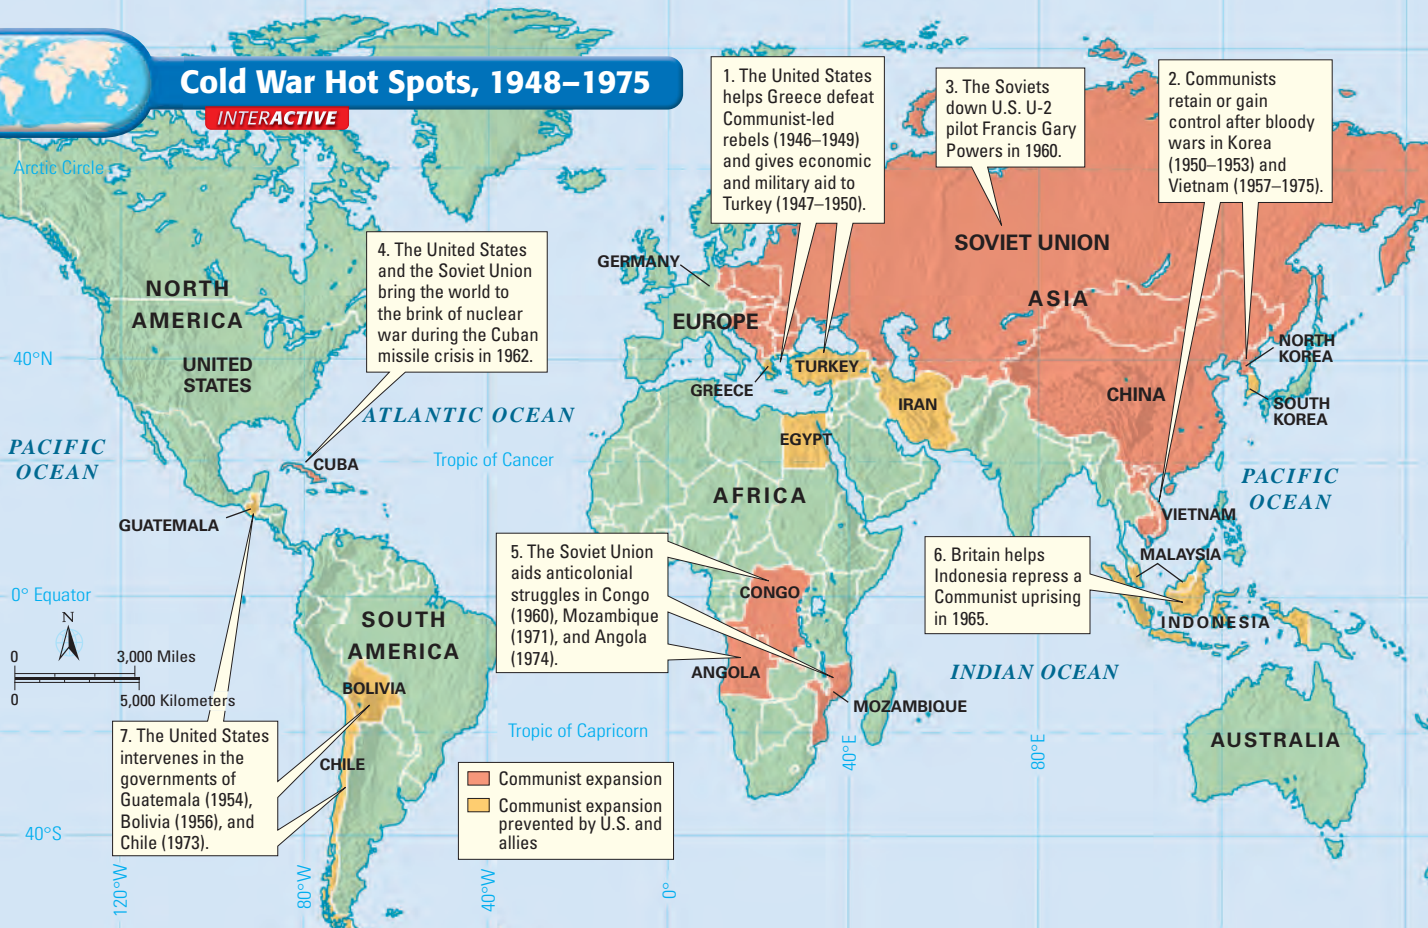 Cold War Hot Spots, 1948–1975
INTERACTIVE
1. The United States
helps Greece defeat
Communist-led
rebels (1946–1949)
and gives economic
and military aid to
Turkey (1947–1950).
3. The Soviets
down U.S. U-2
pilot Francis Gary
Powers in 1960.
2. Communists
retain or gain
control after bloody
wars in Korea
(1950–1953) and
Vietnam (1957–1975).
Arctic Circle
4. The United States
and the Soviet Union
bring the world to
the brink of nuclear
war during the Cuban
missile crisis in 1962.
SOVIET UNION
GERMANY
NORTH
AMERICA
ASIA
EUROPE
40°N
UNITED
STATES
NORTH
KOREA
TURKEY
GREECE
IRAN
CHINA
SOUTH
KOREA
ATLANTIC OCEAN
EGYPT
PACIFIC
OCEAN
Tropic of Cancer
CUBA
PACIFIC
OCEAN
AFRICA
GUATEMALA
VIETNAM
5. The Soviet Union
aids anticolonial
struggles in Congo
(1960), Mozambique
(1971), and Angola
(1974).
6. Britain helps
Indonesia repress a
Communist uprising
in 1965.
MALAYSIA
0° Equator
CONGO
N
SOUTH
AMERICA
INDONESIA
0
3,000 Miles
0
5,000 Kilometers
ANGOLA
INDIAN OCEAN
BOLIVIA
MOZAMBIQUE
Tropic of Capricorn
7. The United States
intervenes in the
governments of
Guatemala (1954),
Bolivia (1956), and
Chile (1973).
CHILE
AUSTRALIA
40°E
80°E
Communist expansion
Communist expansion
prevented by U.S. and
allies
40°S
120°W
80°W
40°W
0°